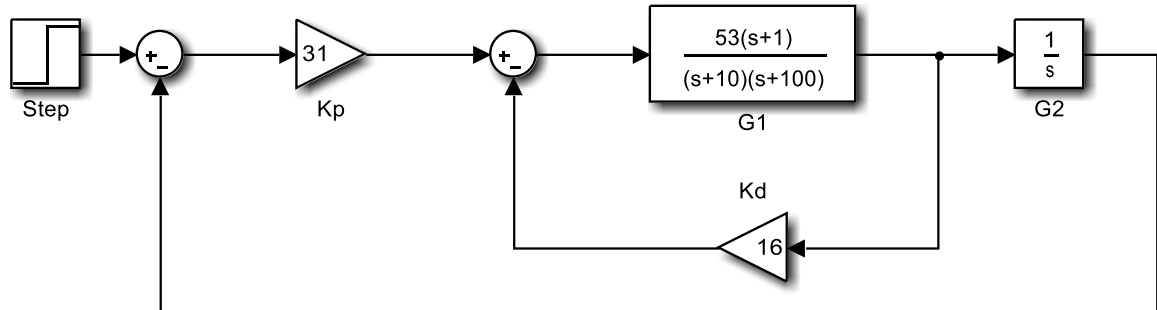 +
-
31
+
-
53(s+1)
(s+10)(s+100)
1
s
Step
Kp
G1
G2
Kd
16